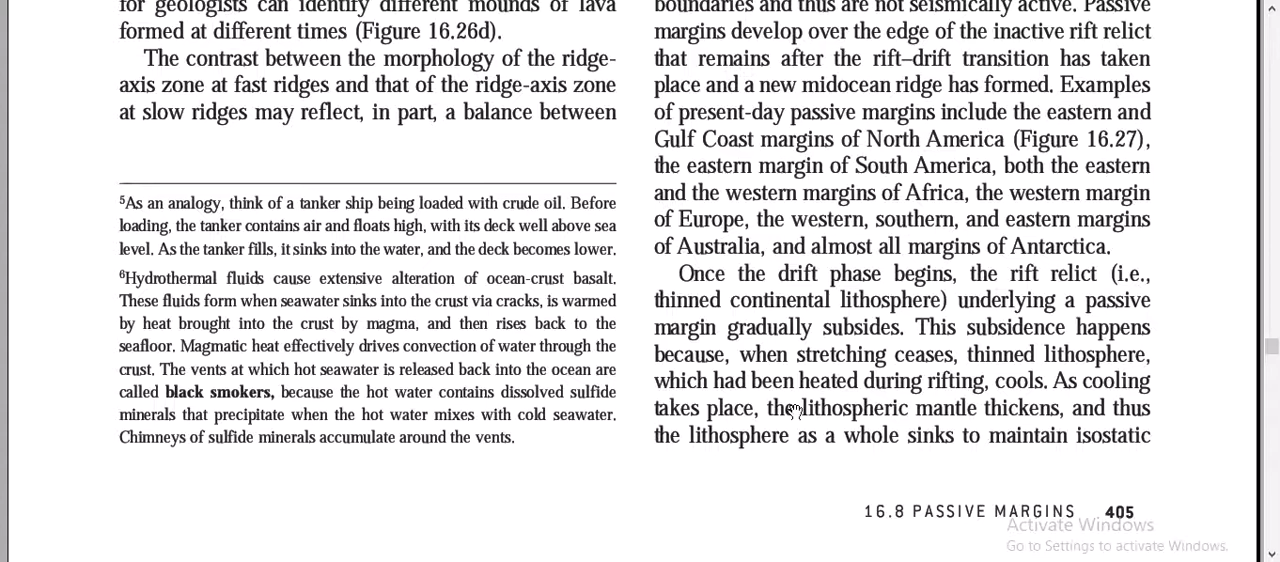 for geologists can identify different mounds of lava
formed at different times (Figure 16.26d).
The contrast between the morphology of the ridge-
axis zone at fast ridges and that of the ridge-axis zone
at slow ridges may reflect, in part, a balance between
5As an analogy, think of a tanker ship being loaded with crude oil. Before
loading, the tanker contains air and floats high, with its deck well above sea
level. As the tanker fills, it sinks into the water, and the deck becomes lower.
6Hydrothermal fluids cause extensive alteration of ocean-crust basalt.
These fluids form when seawater sinks into the crust via cracks, is warmed
by heat brought into the crust by magma, and then rises back to the
seafloor. Magmatic heat effectively drives convection of water through the
crust. The vents at which hot seawater is released back into the ocean are
called black smokers, because the hot water contains dissolved sulfide
minerals that precipitate when the hot water mixes with cold seawater.
Chimneys of sulfide minerals accumulate around the vents.
boundaries and thus are not seismically active. Passive
margins develop over the edge of the inactive rift relict
that remains after the rift–drift transition has taken
place and a new midocean ridge has formed. Examples
of present-day passive margins include the eastern and
Gulf Coast margins of North America (Figure 16.27),
the eastern margin of South America, both the eastern
and the western margins of Africa, the western margin
of Europe, the western, southern, and eastern margins
of Australia, and almost all margins of Antarctica.
Once the drift phase begins, the rift relict (i.e.,
thinned continental lithosphere) underlying a passive
margin gradually subsides. This subsidence happens
because, when stretching ceases, thinned lithosphere,
which had been heated during rifting, cools. As cooling
takes place, the lithospheric mantle thickens, and thus
the lithosphere as a whole sinks to maintain isostatic
16.8 PASSIVE MARGINS 405
Activate Windows
Go to Settings to activate Windows.